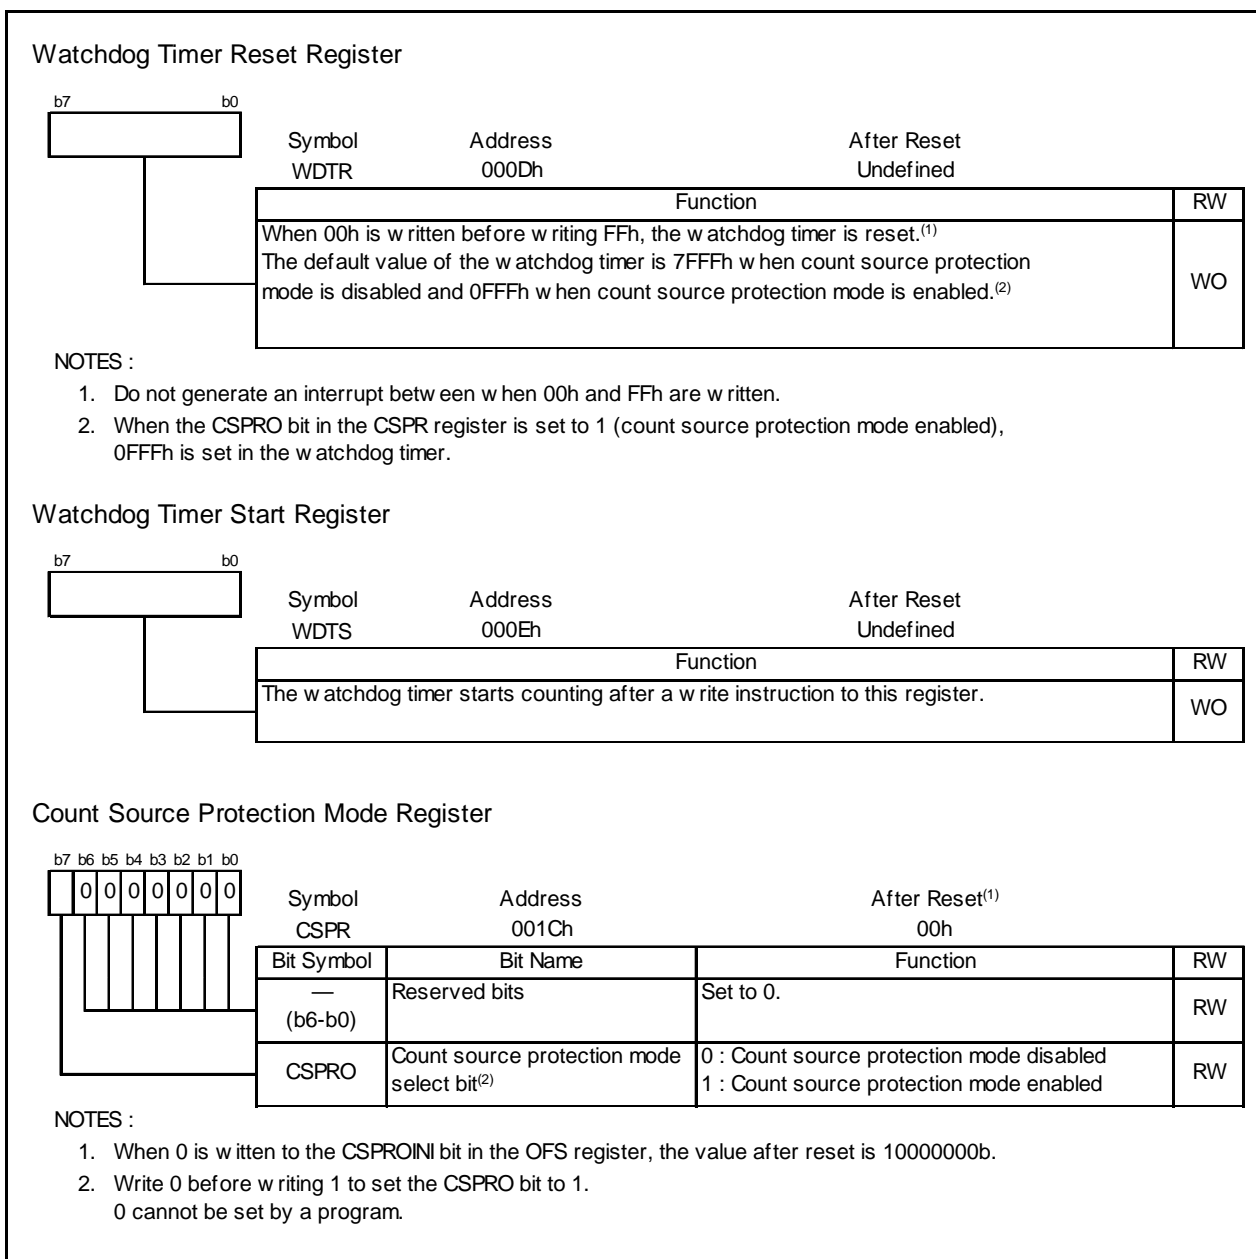 Watchdog Timer Reset Register
b7 b0
Symbol Address After Reset
WDTR 000Dh Undefined
Function RW
When 00h is written before writing FFh, the watchdog timer is reset.(1)
The default value of the watchdog timer is 7FFFh when count source protection
mode is disabled and 0FFFh when count source protection mode is enabled.(2)
WO
NOTES :
1. Do not generate an interrupt between when 00h and FFh are written.
2. When the CSPRO bit in the CSPR register is set to 1 (count source protection mode enabled),
0FFFh is set in the watchdog timer.
Watchdog Timer Start Register
b7 b0
Symbol Address After Reset
WDTS 000Eh Undefined
Function RW
The watchdog timer starts counting after a write instruction to this register.
WO
Count Source Protection Mode Register
b7 b6 b5 b4 b3 b2 b1 b0
0 0 0 0 0 0 0
Symbol Address After Reset(1)
CSPR 001Ch 00h
Bit Symbol Bit Name Function RW
— Reserved bits Set to 0.
(b6-b0) RW
CSPRO Count source protection mode 0 : Count source protection mode disabled
select bit(2) 1 : Count source protection mode enabled RW
NOTES :
1. When 0 is witten to the CSPROINI bit in the OFS register, the value after reset is 10000000b.
2. Write 0 before writing 1 to set the CSPRO bit to 1.
0 cannot be set by a program.